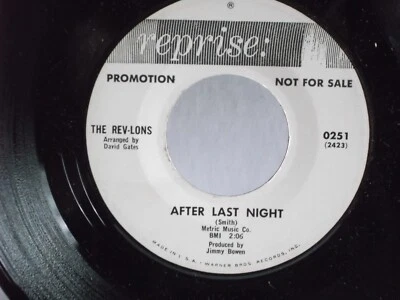 ®
reprise:
PROMOTION NOT FOR SALE
THE REV-LONS
Arranged by
David Gates
0251
(2423)
AFTER LAST NIGHT
(Smith)
Metric Music Co.
BMI 2:06
Produced by
Jimmy Bowen
MADE IN U.S.A. - WARNER BROS. RECORDS, INC.